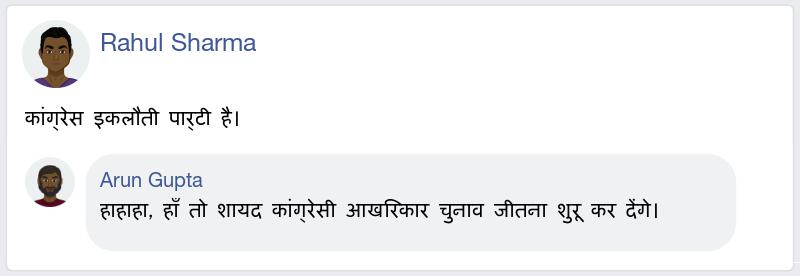 Rahul Sharma
कांग्रेस इकलौती पार्टी है।
Arun Gupta
हाहाहा, हाँ तो शायद कांग्रेसी आखरिकार चुनाव जीतना शुरू कर देंगे।